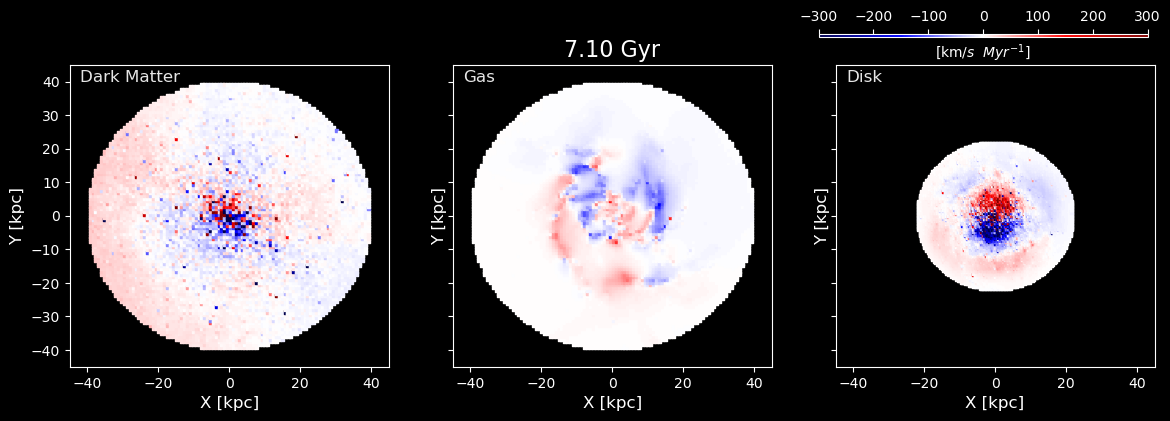 −300 −200 −100 0 100 200 300
[km/s Myr⁻¹]
7.10 Gyr
Dark Matter
Gas
Disk
40
30
20
10
0
−10
−20
−30
−40
Y [kpc]
Y [kpc]
Y [kpc]
−40 −20 0 20 40
−40 −20 0 20 40
−40 −20 0 20 40
X [kpc]
X [kpc]
X [kpc]